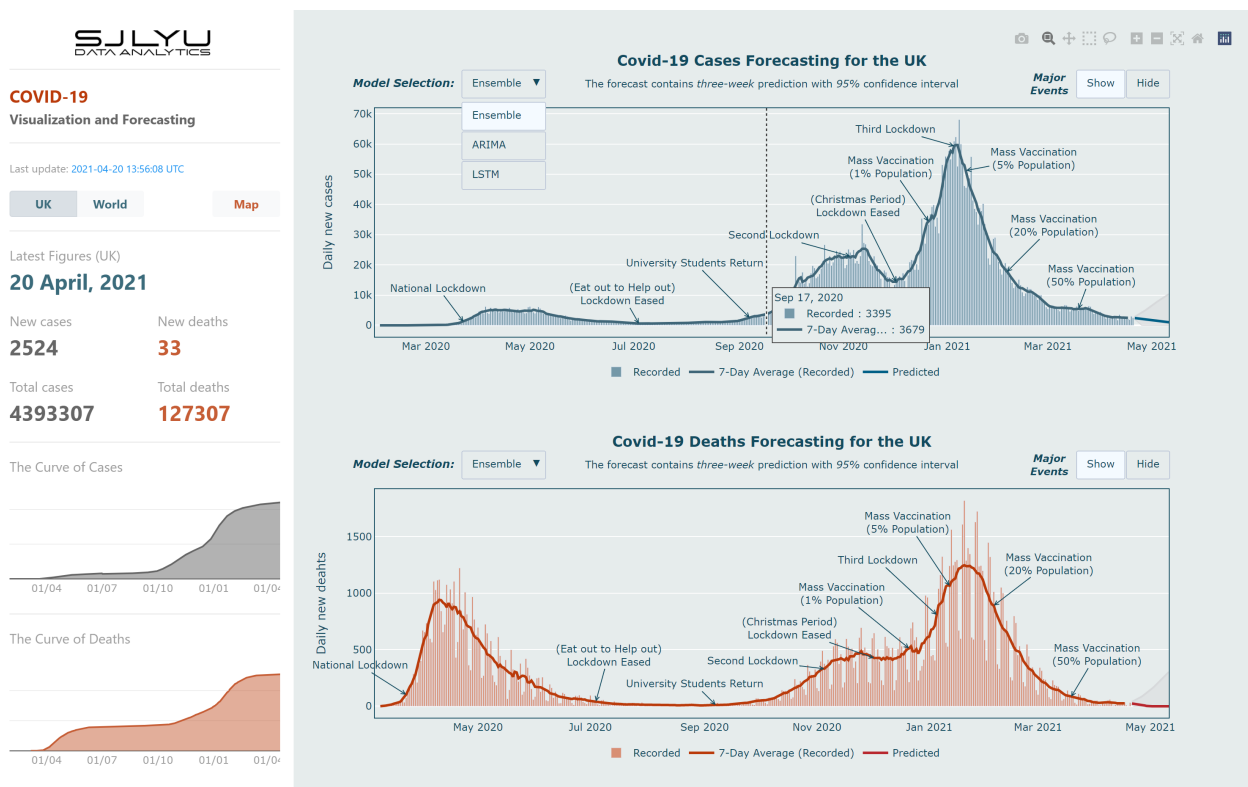 SJLYU
DATA ANALYTICS
COVID-19
Visualization and Forecasting
Last update: 2021-04-20 13:56:08 UTC
UK World Map
Latest Figures (UK)
20 April, 2021
New cases New deaths
2524 33
Total cases Total deaths
4393307 127307
The Curve of Cases
01/04 01/07 01/10 01/01 01/04
The Curve of Deaths
01/04 01/07 01/10 01/01 01/04
Covid-19 Cases Forecasting for the UK
Model Selection: Ensemble ▼ The forecast contains three-week prediction with 95% confidence interval Major Events Show Hide
Ensemble
ARIMA
LSTM
Daily new cases
70k
60k
50k
40k
30k
20k
10k
0
National Lockdown
(Eat out to Help out)
Lockdown Eased
University Students Return
Second Lockdown
(Christmas Period)
Lockdown Eased
Mass Vaccination
(1% Population)
Third Lockdown
Mass Vaccination
(5% Population)
Mass Vaccination
(20% Population)
Mass Vaccination
(50% Population)
Sep 17, 2020
Recorded : 3395
7-Day Averag... : 3679
Mar 2020 May 2020 Jul 2020 Sep 2020 Nov 2020 Jan 2021 Mar 2021 May 2021
Recorded 7-Day Average (Recorded) Predicted
Covid-19 Deaths Forecasting for the UK
Model Selection: Ensemble ▼ The forecast contains three-week prediction with 95% confidence interval Major Events Show Hide
Daily new deahts
1500
1000
500
0
National Lockdown
(Eat out to Help out)
Lockdown Eased
University Students Return
Second Lockdown
(Christmas Period)
Lockdown Eased
Mass Vaccination
(1% Population)
Third Lockdown
Mass Vaccination
(5% Population)
Mass Vaccination
(20% Population)
Mass Vaccination
(50% Population)
May 2020 Jul 2020 Sep 2020 Nov 2020 Jan 2021 Mar 2021 May 2021
Recorded 7-Day Average (Recorded) Predicted